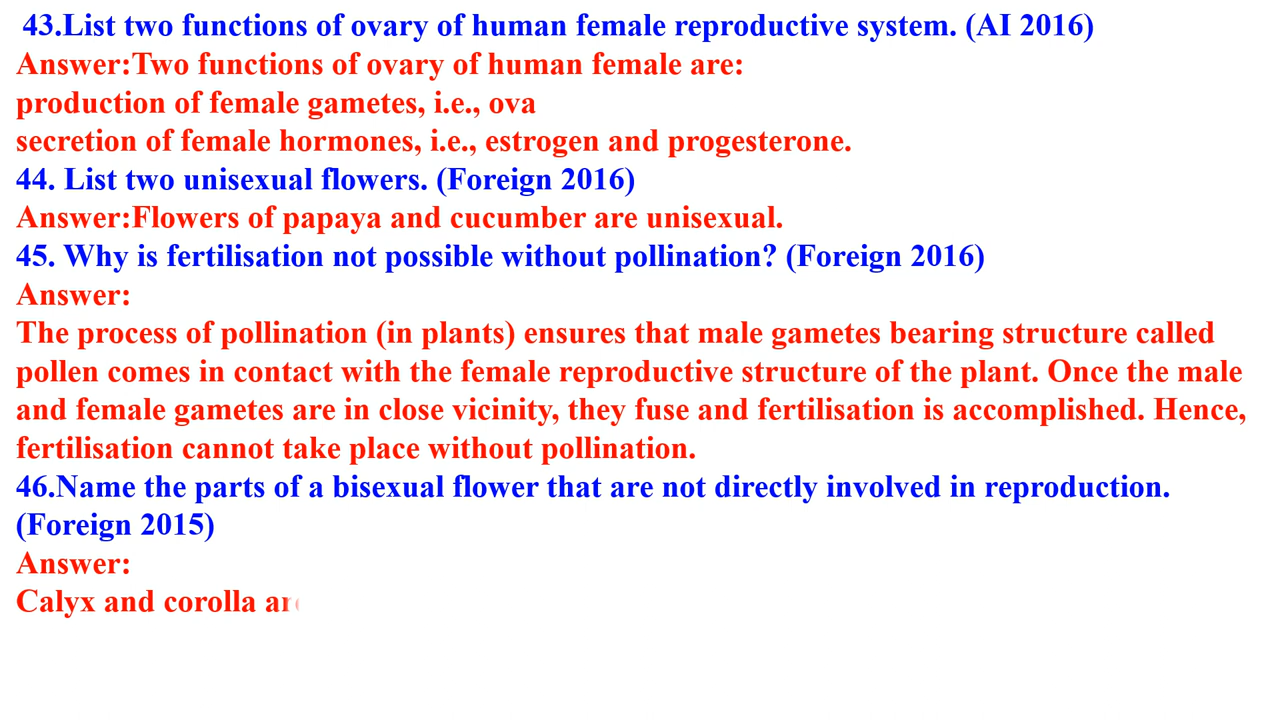 43.List two functions of ovary of human female reproductive system. (AI 2016)
Answer:Two functions of ovary of human female are:
production of female gametes, i.e., ova
secretion of female hormones, i.e., estrogen and progesterone.
44. List two unisexual flowers. (Foreign 2016)
Answer:Flowers of papaya and cucumber are unisexual.
45. Why is fertilisation not possible without pollination? (Foreign 2016)
Answer:
The process of pollination (in plants) ensures that male gametes bearing structure called
pollen comes in contact with the female reproductive structure of the plant. Once the male
and female gametes are in close vicinity, they fuse and fertilisation is accomplished. Hence,
fertilisation cannot take place without pollination.
46.Name the parts of a bisexual flower that are not directly involved in reproduction.
(Foreign 2015)
Answer:
Calyx and corolla